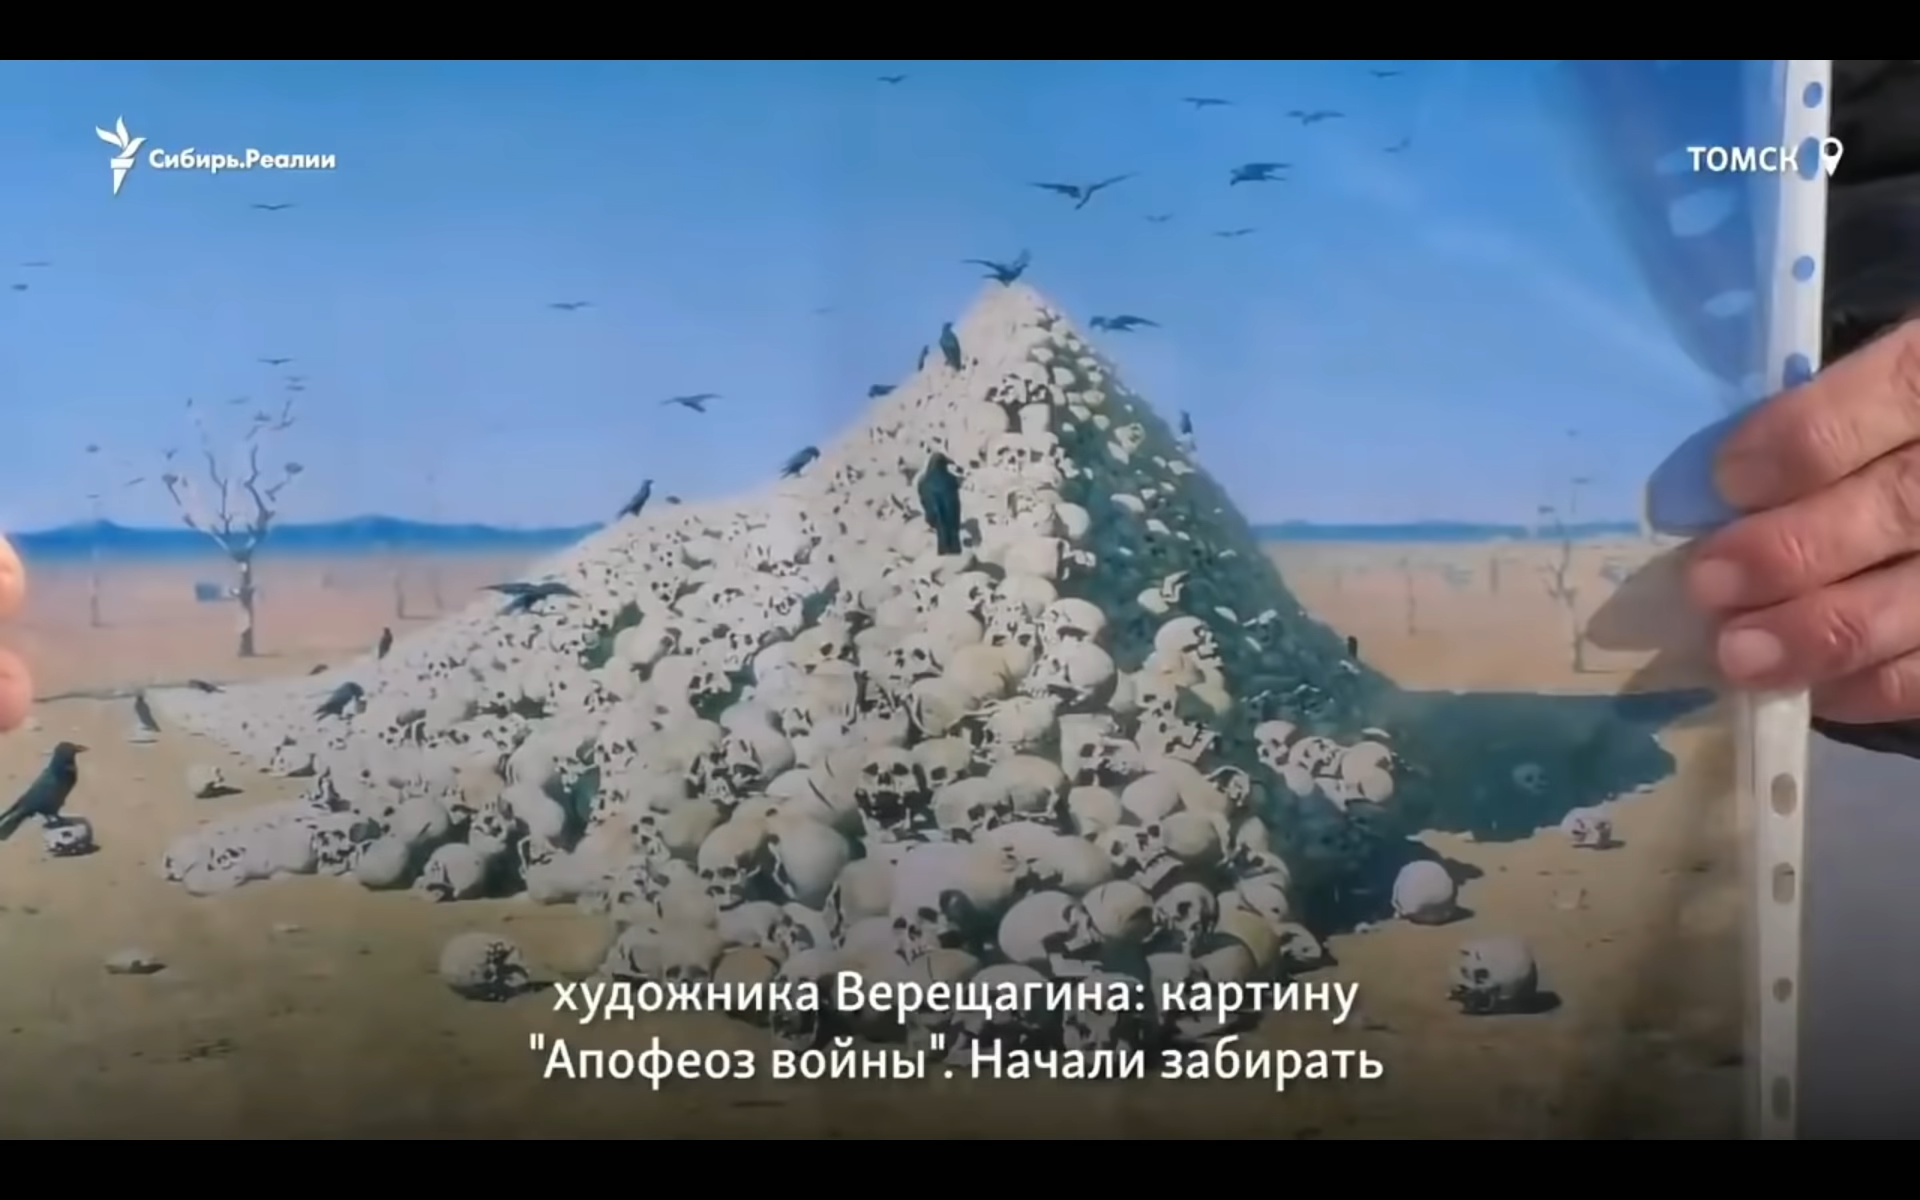 Сибирь.Реалии
ТОМСК
художника Верещагина: картину
"Апофеоз войны". Начали забирать